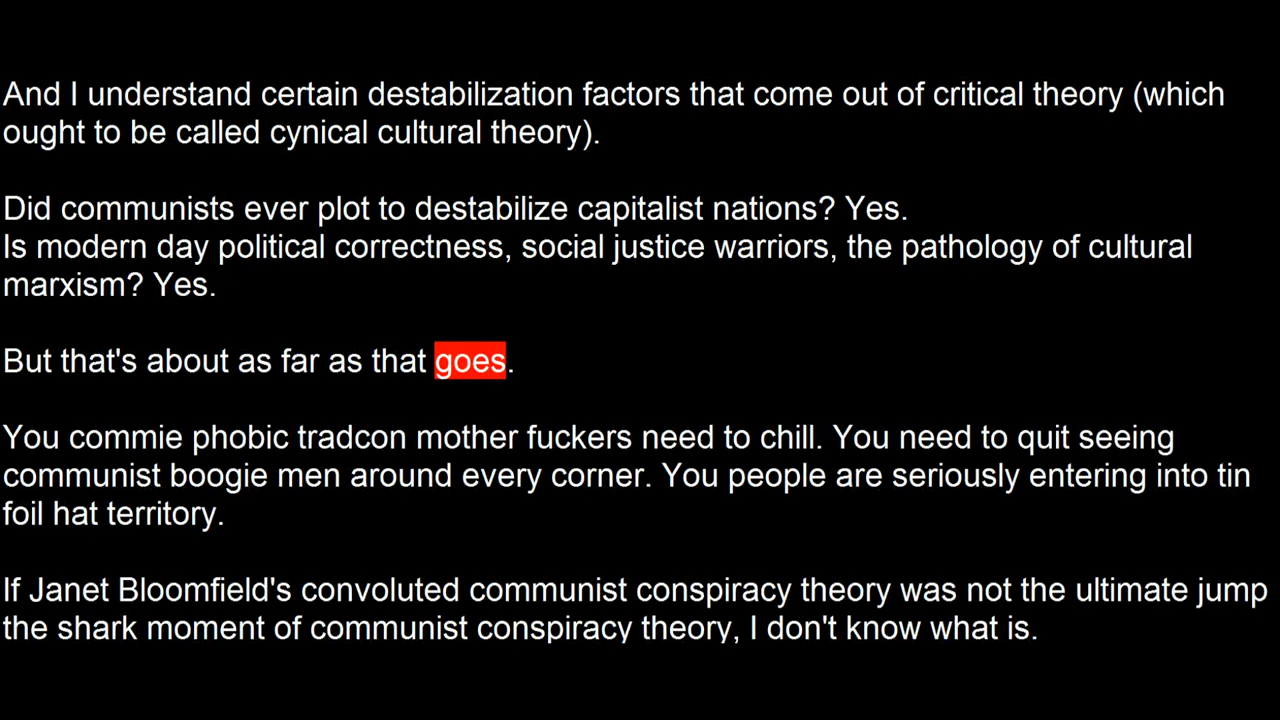 And I understand certain destabilization factors that come out of critical theory (which
ought to be called cynical cultural theory).
Did communists ever plot to destabilize capitalist nations? Yes.
Is modern day political correctness, social justice warriors, the pathology of cultural
marxism? Yes.
But that's about as far as that goes.
You commie phobic tradcon mother fuckers need to chill. You need to quit seeing
communist boogie men around every corner. You people are seriously entering into tin
foil hat territory.
If Janet Bloomfield's convoluted communist conspiracy theory was not the ultimate jump
the shark moment of communist conspiracy theory, I don't know what is.